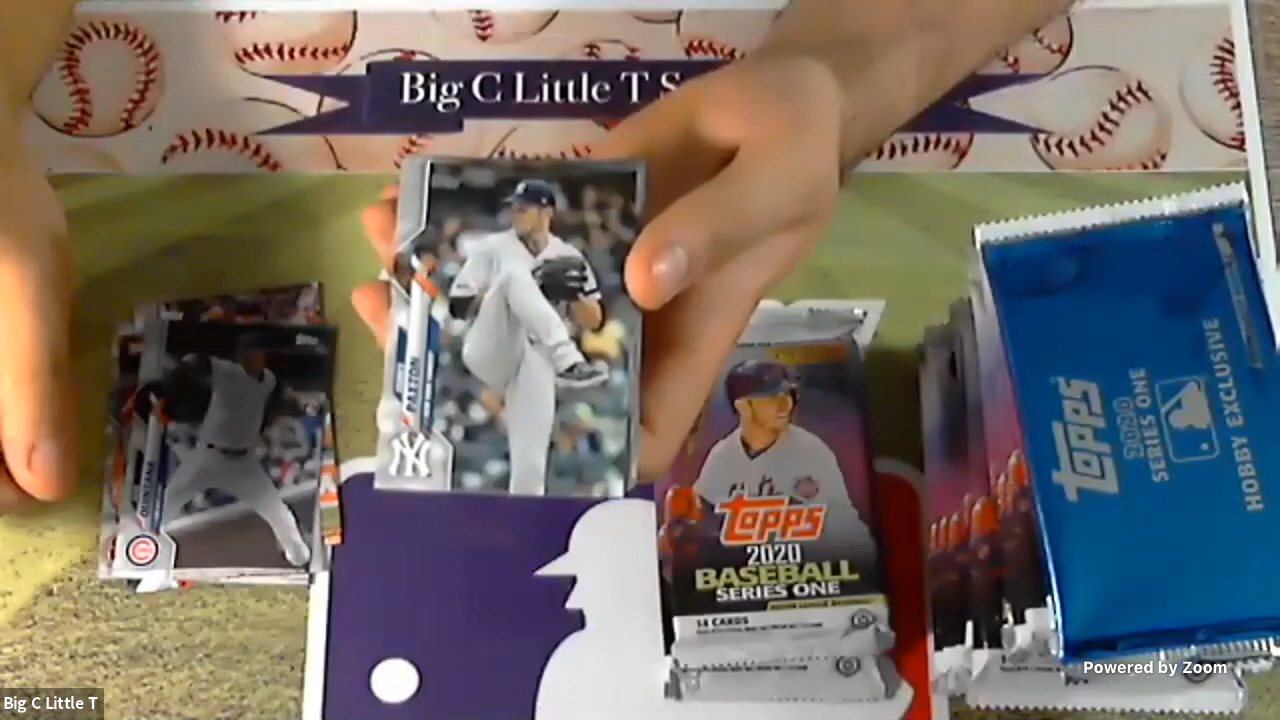 Big C Little T S
PAXTON
QUINTANA
TOPPS
2020
BASEBALL
SERIES ONE
14 CARDS
TOPPS
2020
SERIES ONE
HOBBY EXCLUSIVE
Powered by Zoom
Big C Little T